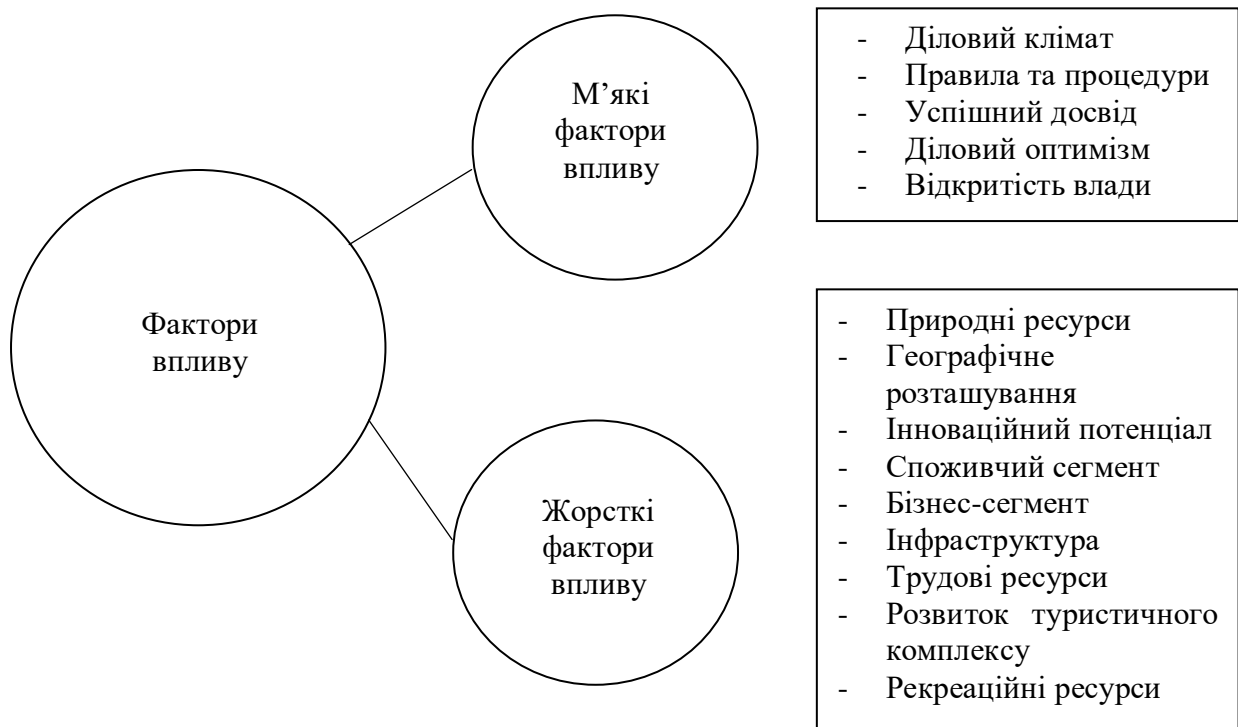 Фактори
впливу
М’які
фактори
впливу
- Діловий клімат
- Правила та процедури
- Успішний досвід
- Діловий оптимізм
- Відкритість влади
Жорсткі
фактори
впливу
- Природні ресурси
- Географічне
розташування
- Інноваційний потенціал
- Споживчий сегмент
- Бізнес-сегмент
- Інфраструктура
- Трудові ресурси
- Розвиток туристичного
комплексу
- Рекреаційні ресурси